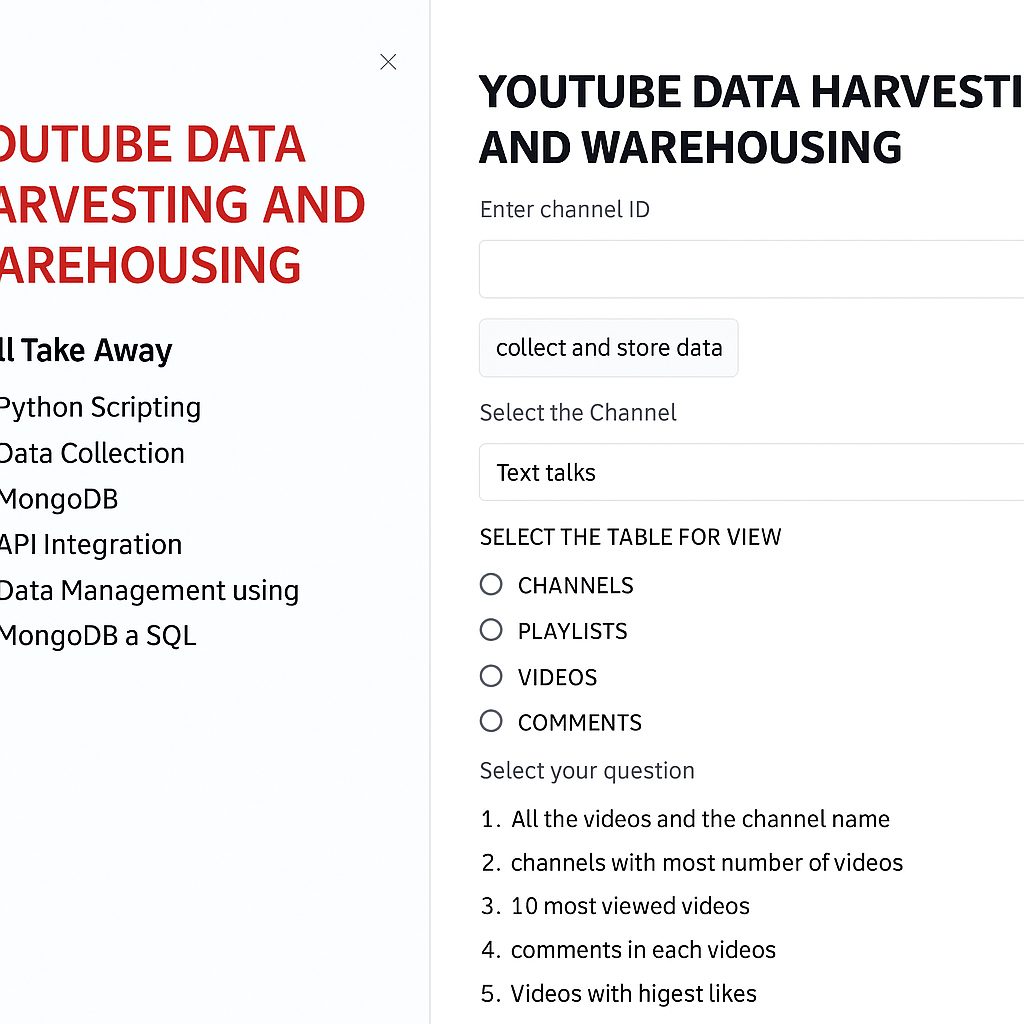 OUTUBE DATA
ARVESTING AND
AREHOUSING
ll Take Away
Python Scripting
Data Collection
MongoDB
API Integration
Data Management using
MongoDB a SQL
YOUTUBE DATA HARVESTI
AND WAREHOUSING
Enter channel ID
collect and store data
Select the Channel
Text talks
SELECT THE TABLE FOR VIEW
CHANNELS
PLAYLISTS
VIDEOS
COMMENTS
Select your question
1. All the videos and the channel name
2. channels with most number of videos
3. 10 most viewed videos
4. comments in each videos
5. Videos with higest likes